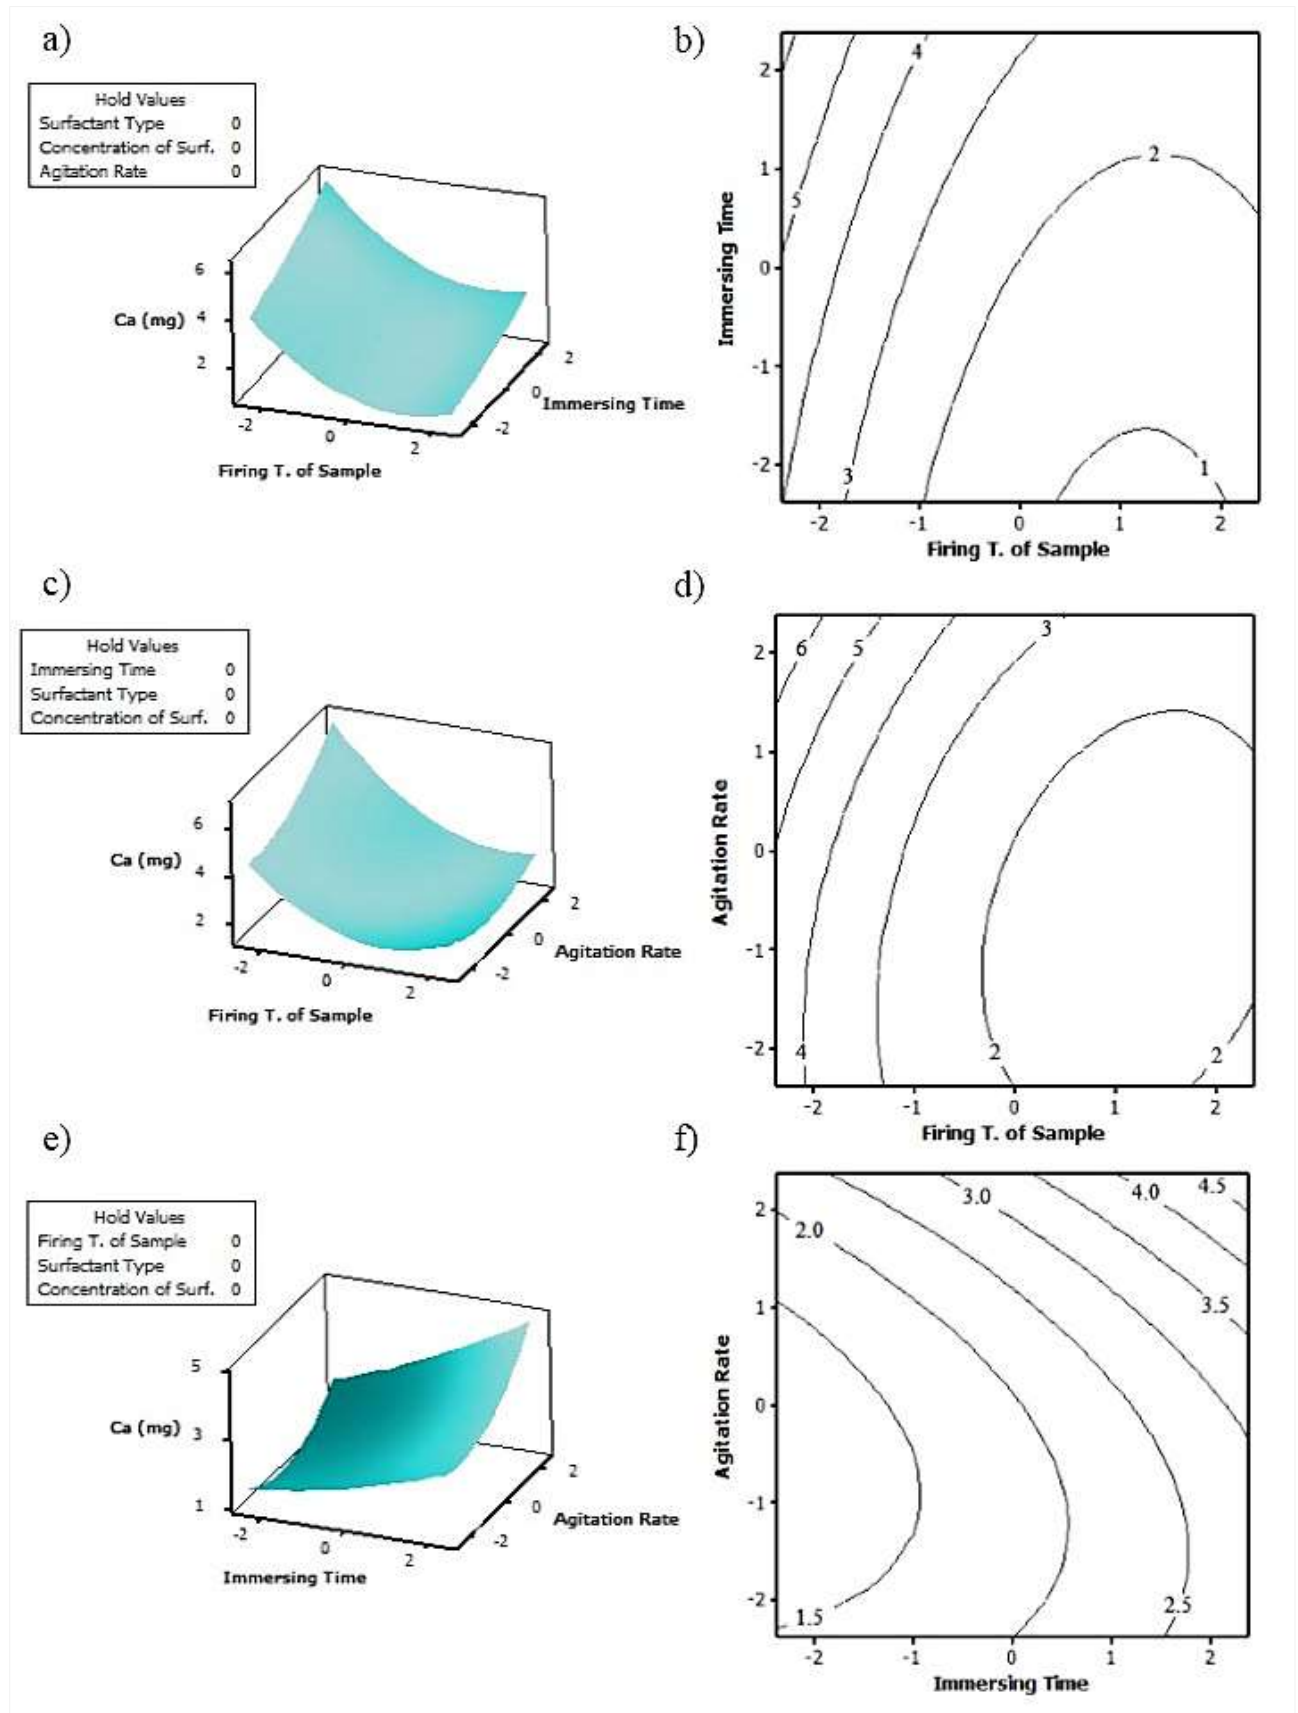 a)
Hold Values
Surfactant Type 0
Concentration of Surf. 0
Agitation Rate 0
6
Ca (mg) 4
2
-2
0
2
Firing T. of Sample
2
0
-2
Immersing Time
b)
2
1
0
-1
-2
Immersing Time
4
5
2
3
1
-2 -1 0 1 2
Firing T. of Sample
c)
Hold Values
Immersing Time 0
Surfactant Type 0
Concentration of Surf. 0
6
Ca (mg) 4
2
-2
0
2
Firing T. of Sample
2
0
-2
Agitation Rate
d)
2
1
0
-1
-2
Agitation Rate
6 5 3
4 2 2
-2 -1 0 1 2
Firing T. of Sample
e)
Hold Values
Firing T. of Sample 0
Surfactant Type 0
Concentration of Surf. 0
5
Ca (mg) 3
1
-2
0
2
Immersing Time
2
0
-2
Agitation Rate
f)
2
1
0
-1
-2
Agitation Rate
3.0 4.0 4.5
2.0
3.5
1.5 2.5
-2 -1 0 1 2
Immersing Time